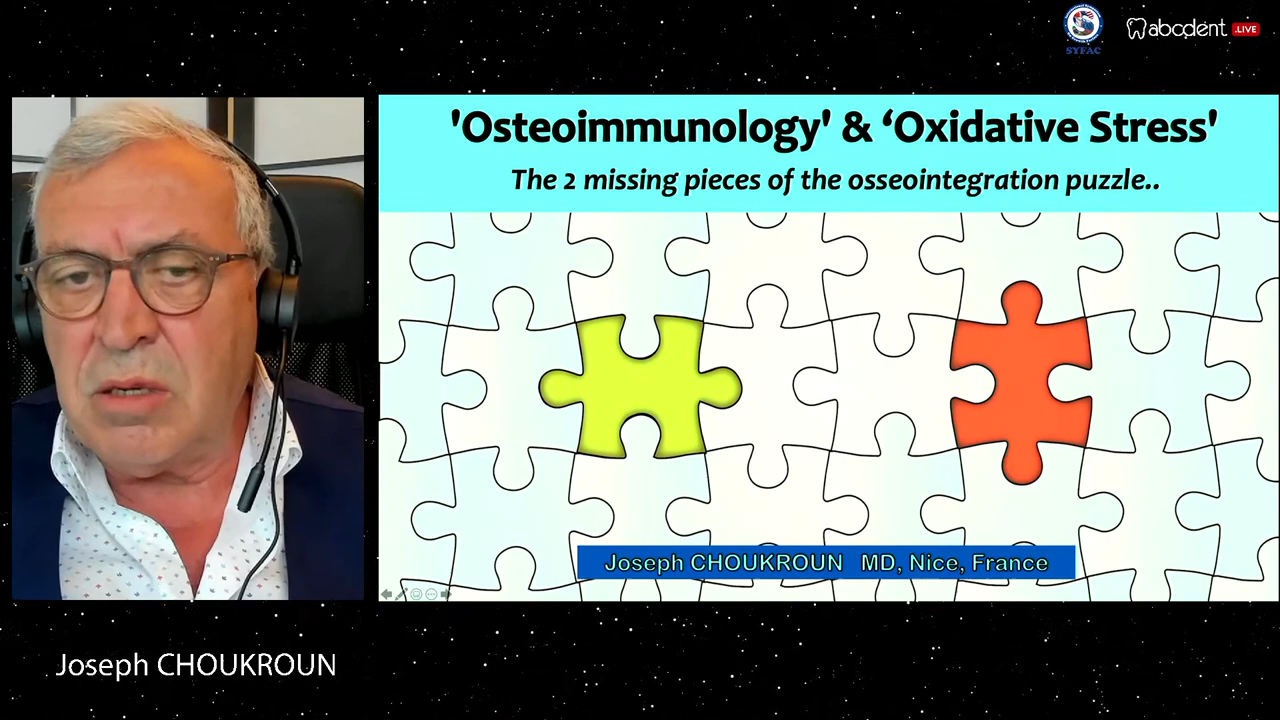 SYFAC
abcdent
.LIVE
'Osteoimmunology' & ‘Oxidative Stress'
The 2 missing pieces of the osseointegration puzzle..
Joseph CHOUKROUN MD, Nice, France
Joseph CHOUKROUN